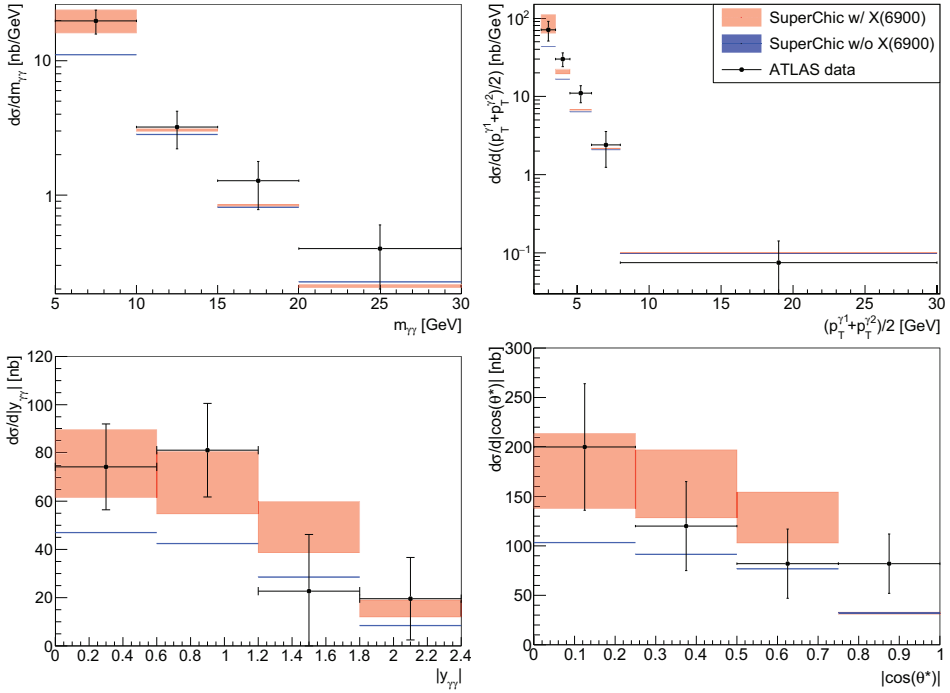 dσ/dm_γγ [nb/GeV]
10
1
5 10 15 20 25 30
m_γγ [GeV]
dσ/d((p_T^γ1+p_T^γ2)/2) [nb/GeV]
10^2
10
1
10^−1
5 10 15 20 25 30
(p_T^γ1+p_T^γ2)/2 [GeV]
SuperChic w/ X(6900)
SuperChic w/o X(6900)
ATLAS data
dσ/d|y_γγ| [nb]
120
100
80
60
40
20
0
0 0.2 0.4 0.6 0.8 1 1.2 1.4 1.6 1.8 2 2.2 2.4
|y_γγ|
dσ/d|cos(θ*)| [nb]
300
250
200
150
100
50
0
0 0.1 0.2 0.3 0.4 0.5 0.6 0.7 0.8 0.9 1
|cos(θ*)|